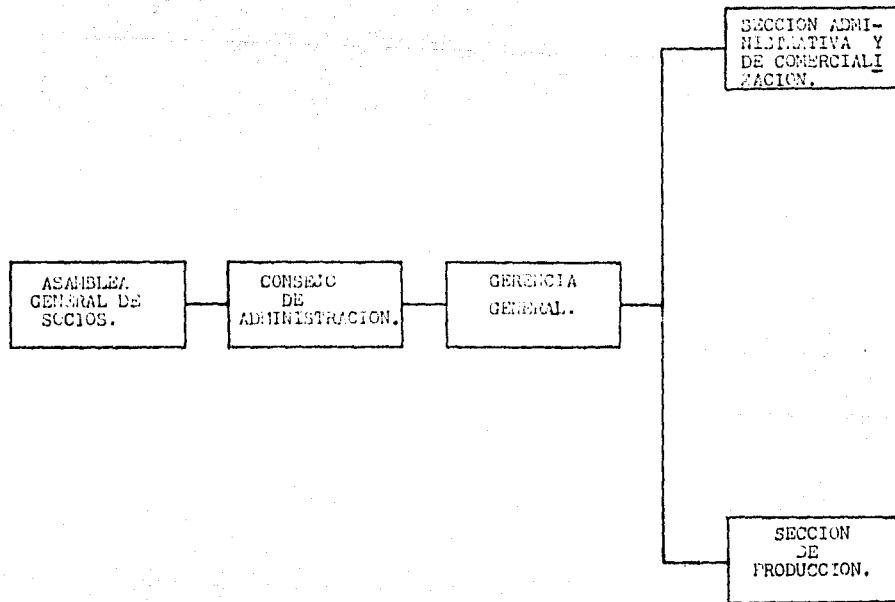 SECCION ADMI-
NISTRATIVA Y
DE COMERCIALI
ZACION.
ASAMBLEA
GENERAL DE
SOCIOS.
CONSEJO
DE
ADMINISTRACION.
GERENCIA
GENERAL.
SECCION
DE
PRODUCCION.